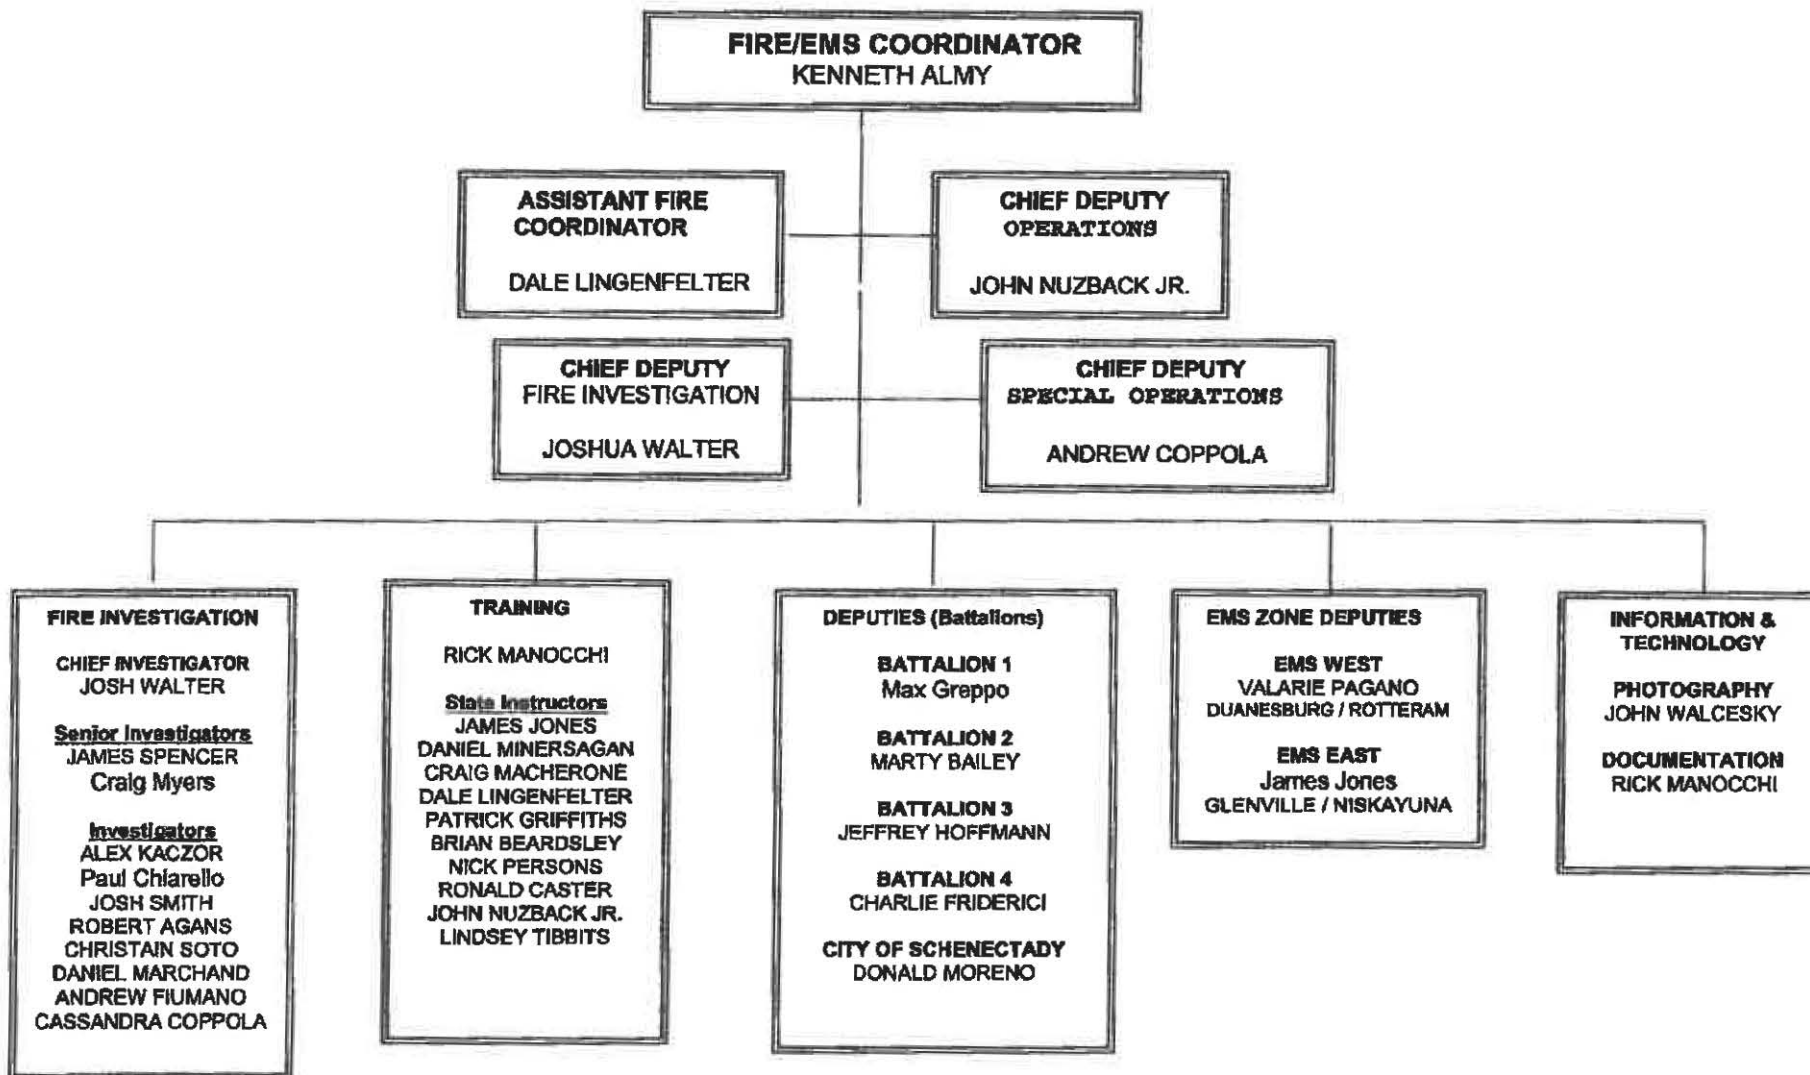 FIRE/EMS COORDINATOR
KENNETH ALMY
ASSISTANT FIRE
COORDINATOR
DALE LINGENFELTER
CHIEF DEPUTY
OPERATIONS
JOHN NUZBACK JR.
CHIEF DEPUTY
FIRE INVESTIGATION
JOSHUA WALTER
CHIEF DEPUTY
SPECIAL OPERATIONS
ANDREW COPPOLA
FIRE INVESTIGATION
CHIEF INVESTIGATOR
JOSH WALTER
Senior Investigators
JAMES SPENCER
Craig Myers
Investigators
ALEX KACZOR
Paul Chiarello
JOSH SMITH
ROBERT AGANS
CHRISTAIN SOTO
DANIEL MARCHAND
ANDREW FIUMANO
CASSANDRA COPPOLA
TRAINING
RICK MANOCCHI
State Instructors
JAMES JONES
DANIEL MINERSAGAN
CRAIG MACHERONE
DALE LINGENFELTER
PATRICK GRIFFITHS
BRIAN BEARDSLEY
NICK PERSONS
RONALD CASTER
JOHN NUZBACK JR.
LINDSEY TIBBITS
DEPUTIES (Battalions)
BATTALION 1
Max Greppo
BATTALION 2
MARTY BAILEY
BATTALION 3
JEFFREY HOFFMANN
BATTALION 4
CHARLIE FRIDERICI
CITY OF SCHENECTADY
DONALD MORENO
EMS ZONE DEPUTIES
EMS WEST
VALARIE PAGANO
DUANESBURG / ROTTERAM
EMS EAST
James Jones
GLENVILLE / NISKAYUNA
INFORMATION &
TECHNOLOGY
PHOTOGRAPHY
JOHN WALCESKY
DOCUMENTATION
RICK MANOCCHI